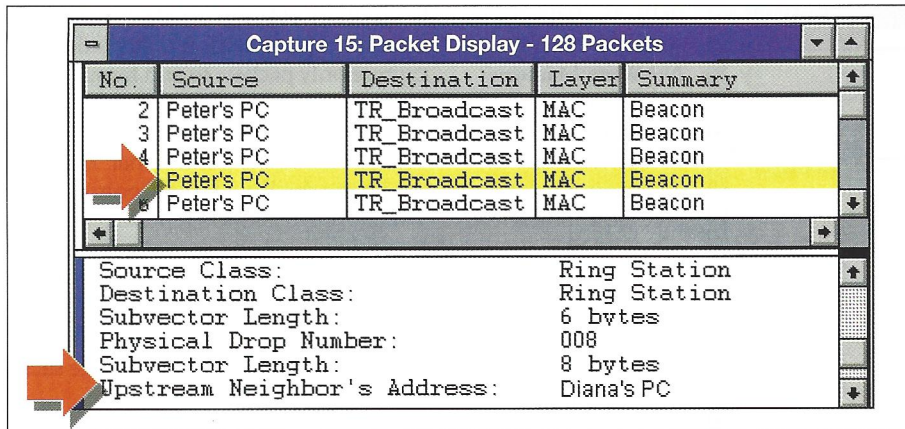 Capture 15: Packet Display - 128 Packets
No. Source Destination Layer Summary
2 Peter's PC TR_Broadcast MAC Beacon
3 Peter's PC TR_Broadcast MAC Beacon
4 Peter's PC TR_Broadcast MAC Beacon
Peter's PC TR_Broadcast MAC Beacon
6 Peter's PC TR_Broadcast MAC Beacon
Source Class: Ring Station
Destination Class: Ring Station
Subvector Length: 6 bytes
Physical Drop Number: 008
Subvector Length: 8 bytes
Upstream Neighbor's Address: Diana's PC